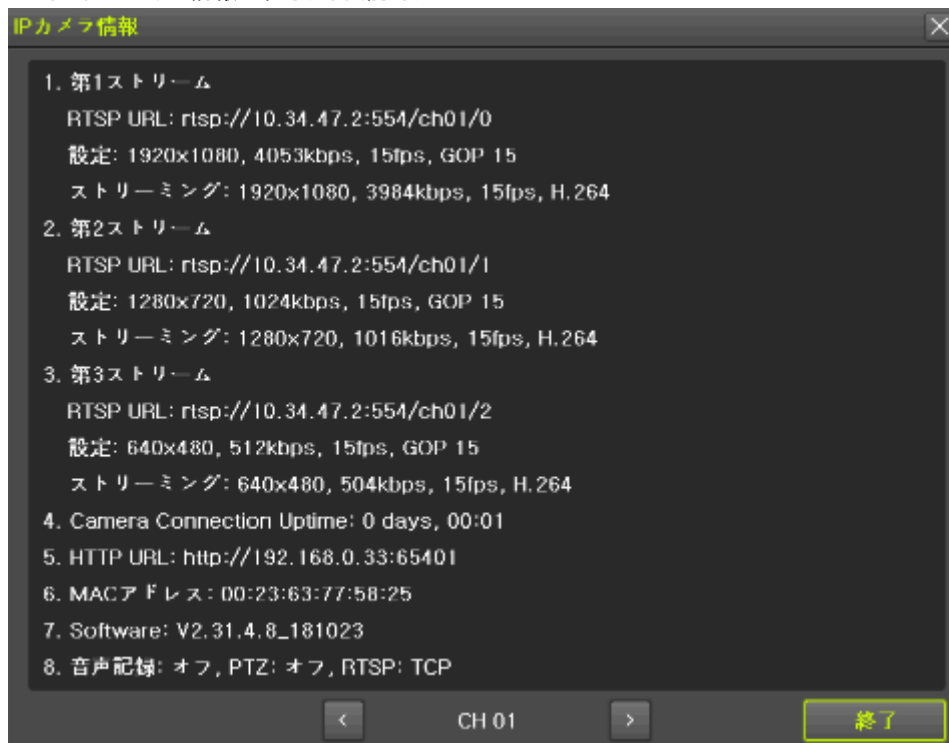 IPカメラ情報
1. 第1ストリーム
RTSP URL: rtsp://10.34.47.2:554/ch01/0
設定: 1920x1080, 4053kbps, 15fps, GOP 15
ストリーミング: 1920x1080, 3984kbps, 15fps, H.264
2. 第2ストリーム
RTSP URL: rtsp://10.34.47.2:554/ch01/1
設定: 1280x720, 1024kbps, 15fps, GOP 15
ストリーミング: 1280x720, 1016kbps, 15fps, H.264
3. 第3ストリーム
RTSP URL: rtsp://10.34.47.2:554/ch01/2
設定: 640x480, 512kbps, 15fps, GOP 15
ストリーミング: 640x480, 504kbps, 15fps, H.264
4. Camera Connection Uptime: 0 days, 00:01
5. HTTP URL: http://192.168.0.33:65401
6. MACアドレス: 00:23:63:77:58:25
7. Software: V2.31.4.8_181023
8. 音声記録: オフ, PTZ: オフ, RTSP: TCP
< CH 01 > 終了